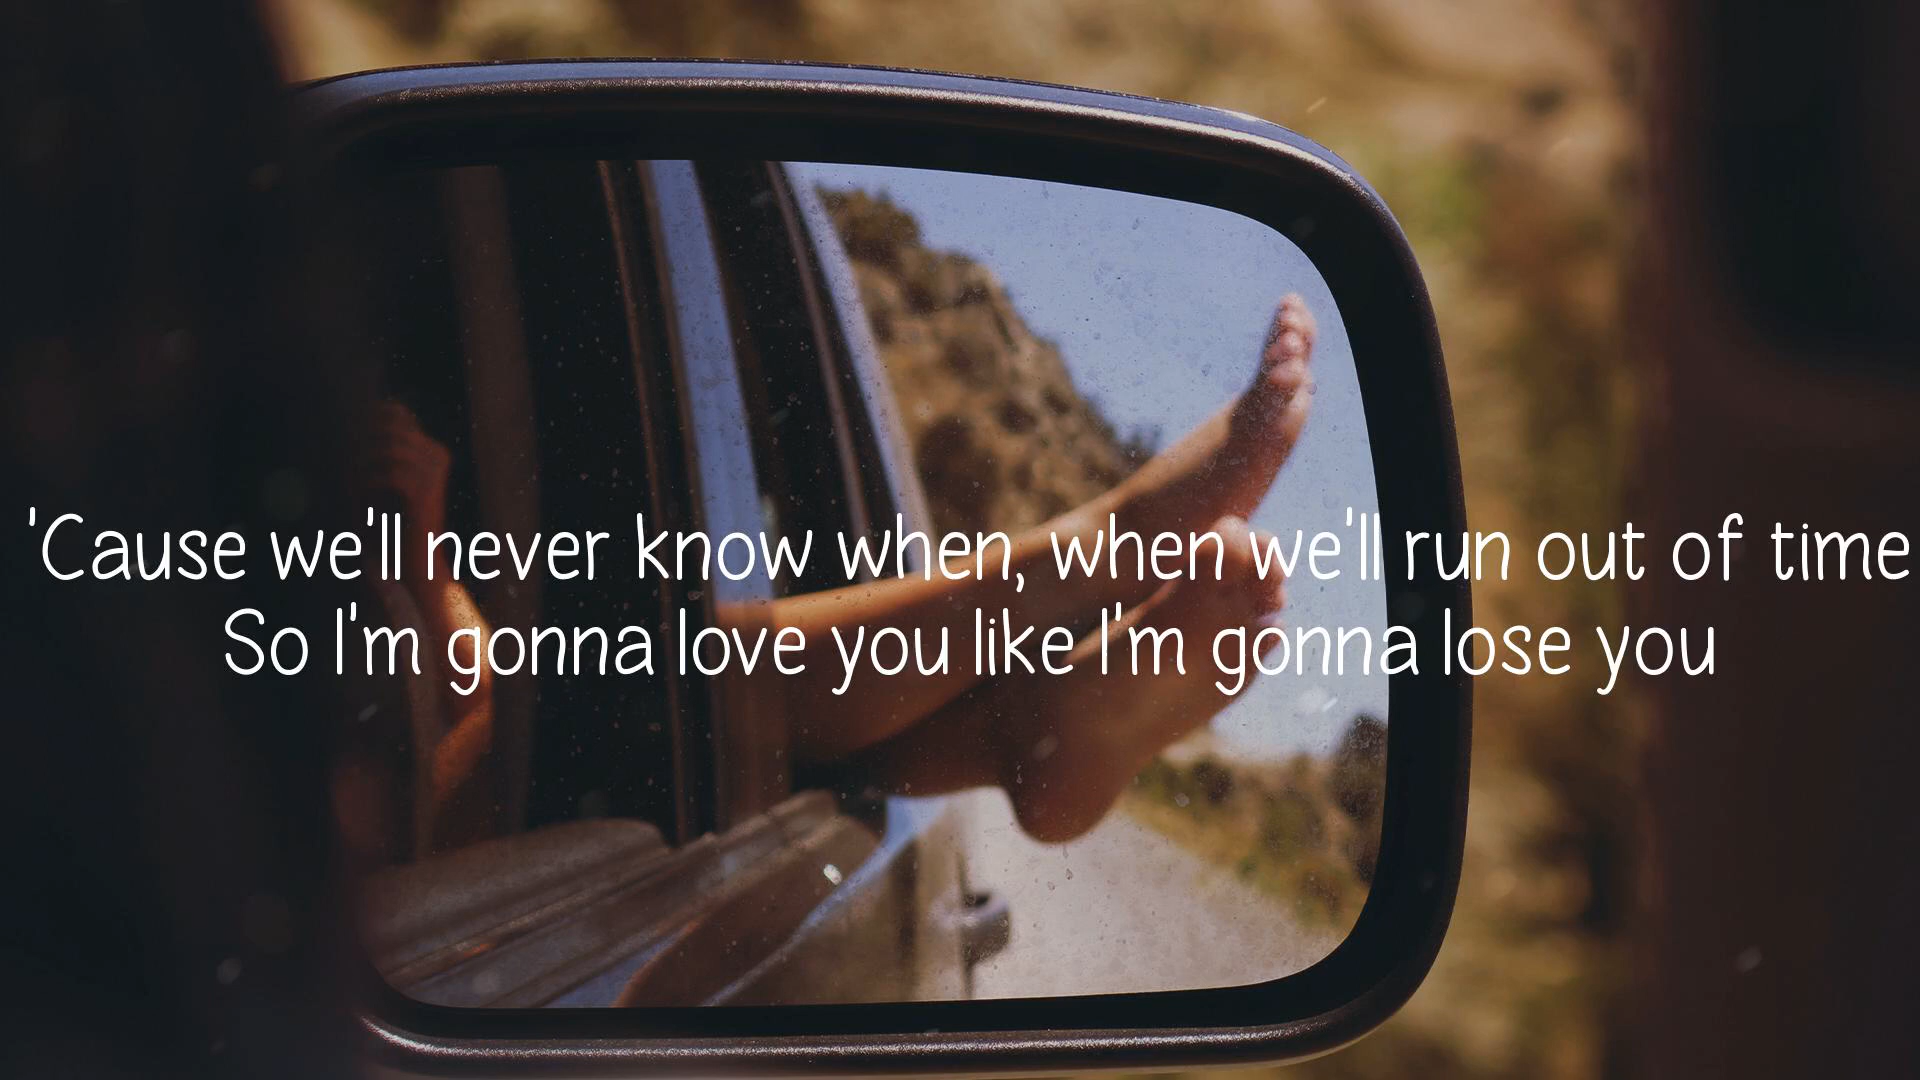 'Cause we'll never know when, when we'll run out of time
So I'm gonna love you like I'm gonna lose you